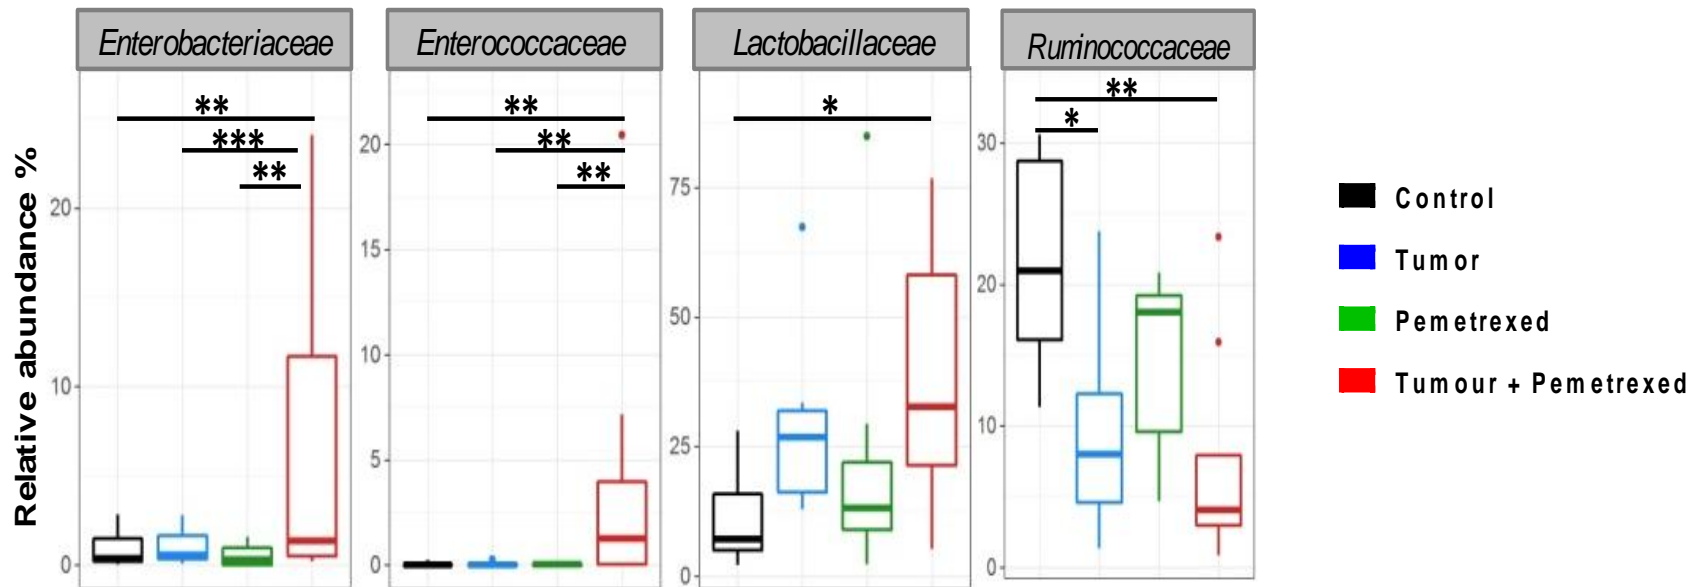 Enterobacteriaceae
Enterococcaceae
Lactobacillaceae
Ruminococcaceae
Relative abundance %
**
***
**
20
10
0
**
**
**
20
15
10
5
0
*
75
50
25
0
**
*
30
20
10
0
Control
Tumor
Pemetrexed
Tumour + Pemetrexed